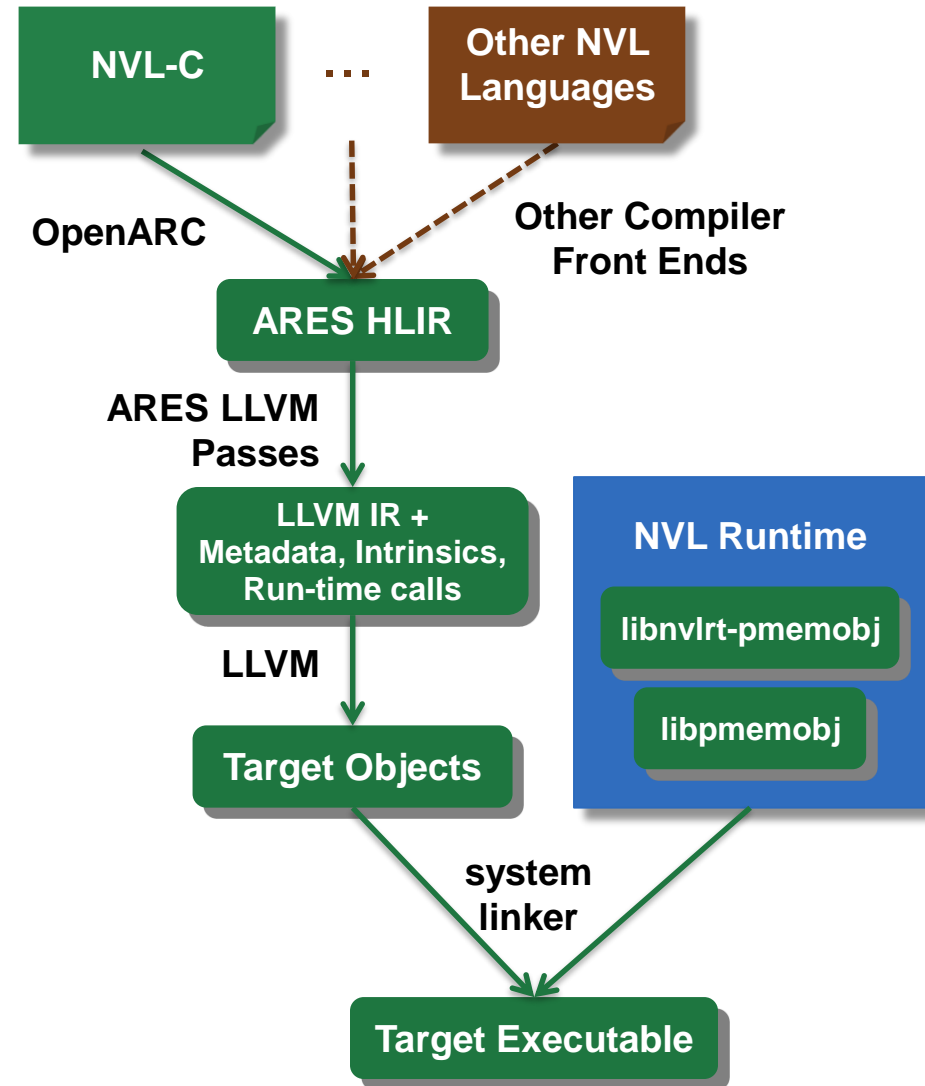 NVL-C
...
Other NVL
Languages
OpenARC
Other Compiler
Front Ends
ARES HLIR
ARES LLVM
Passes
LLVM IR +
Metadata, Intrinsics,
Run-time calls
NVL Runtime
libnvlrt-pmemobj
libpmemobj
LLVM
Target Objects
system
linker
Target Executable